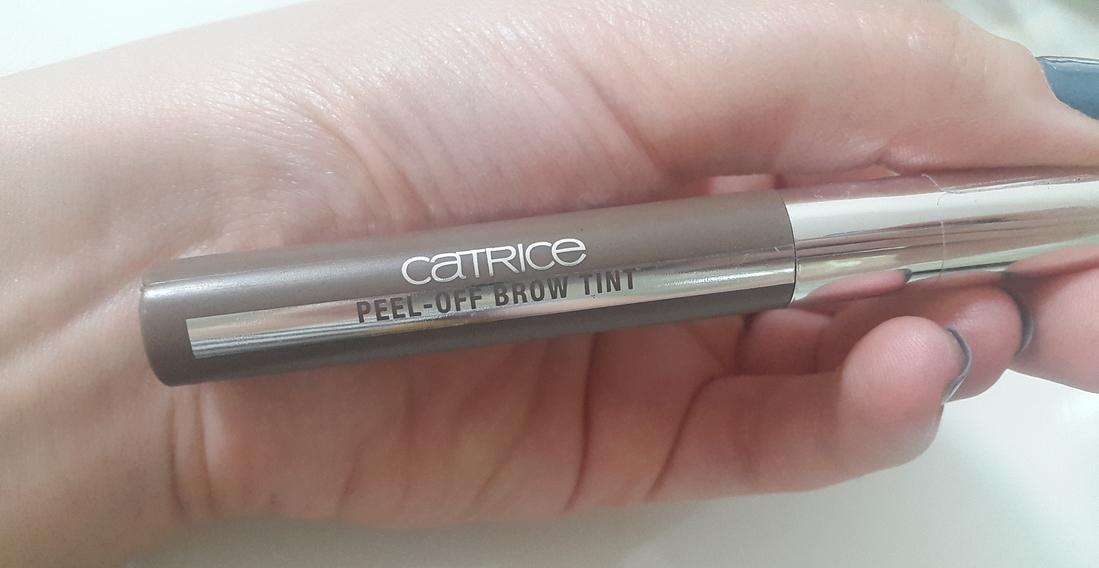 CATRICE
PEEL-OFF BROW TINT